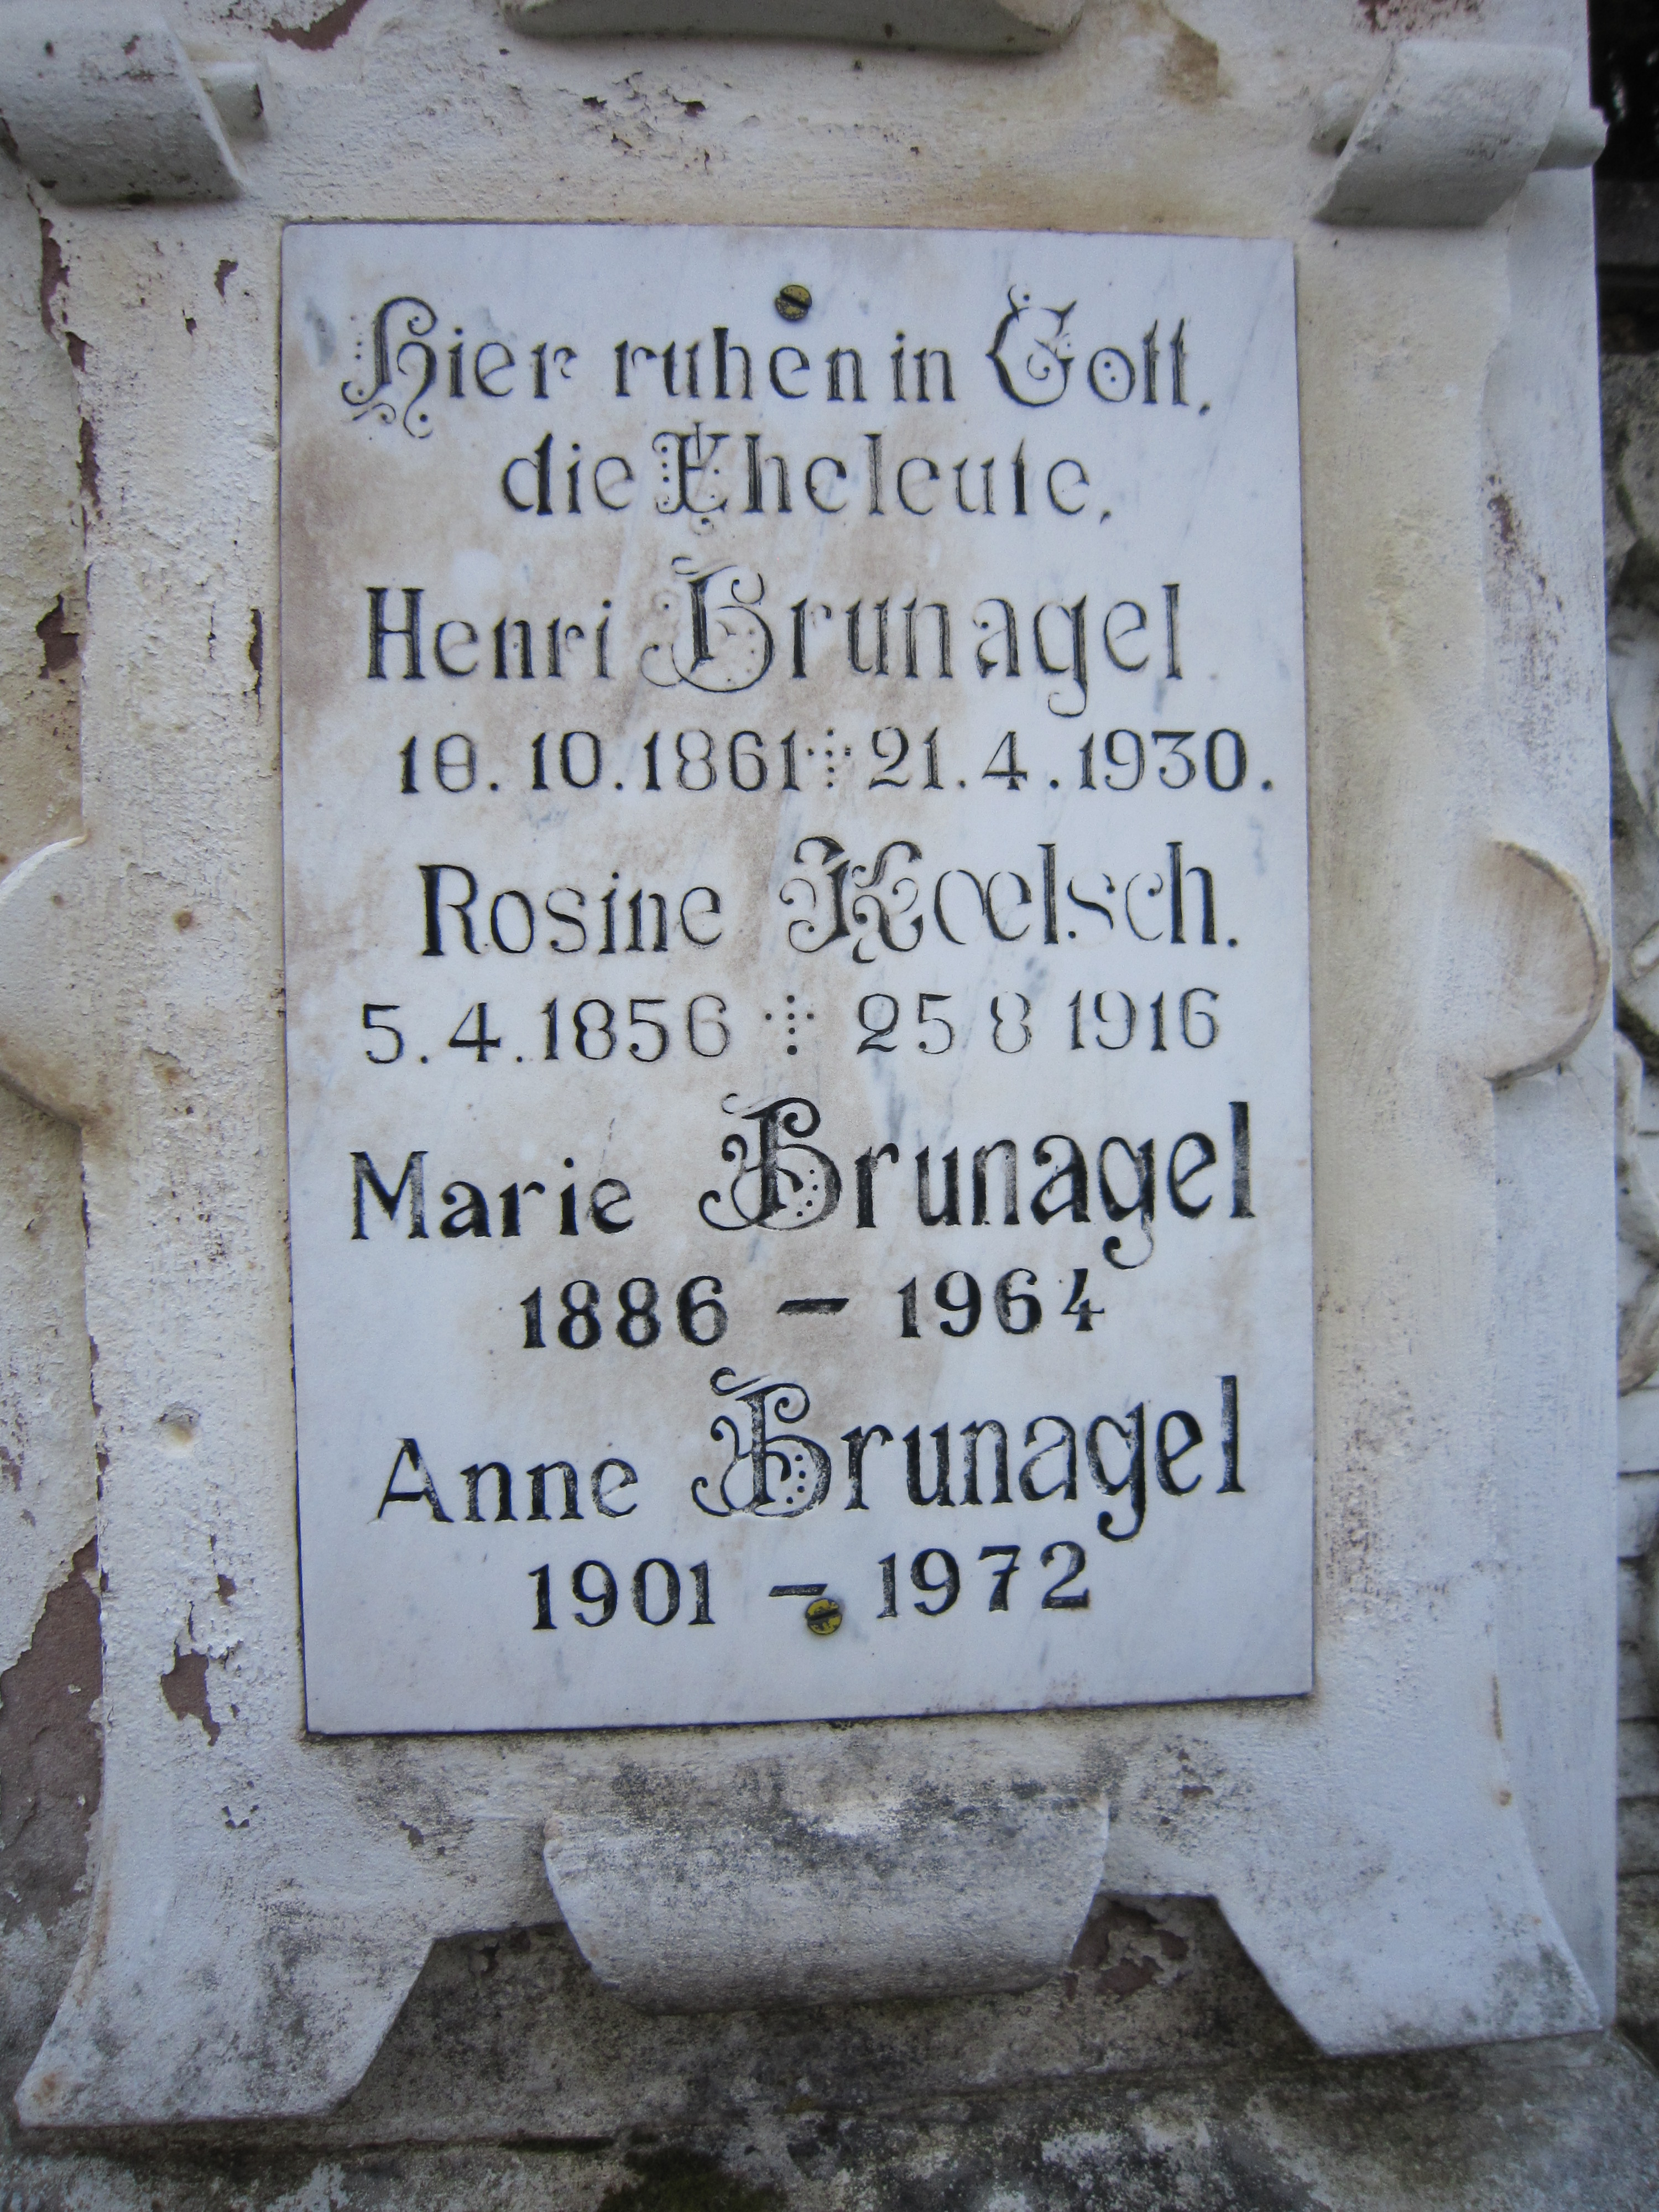 Hier ruhen in Gott.
die Eheleute.
Henri Brunagel
18.10.1861 21.4.1930.
Rosine Koelsch.
5.4.1856 25 8 1916
Marie Brunagel
1886 – 1964
Anne Brunagel
1901 – 1972